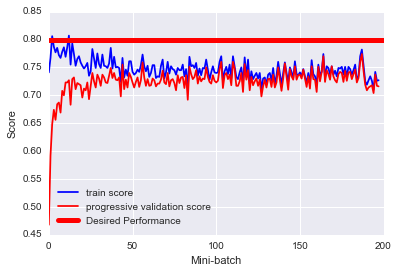 0.85
0.80
0.75
0.70
0.65
0.60
0.55
0.50
0.45
Score
train score
progressive validation score
Desired Performance
0 50 100 150 200
Mini-batch